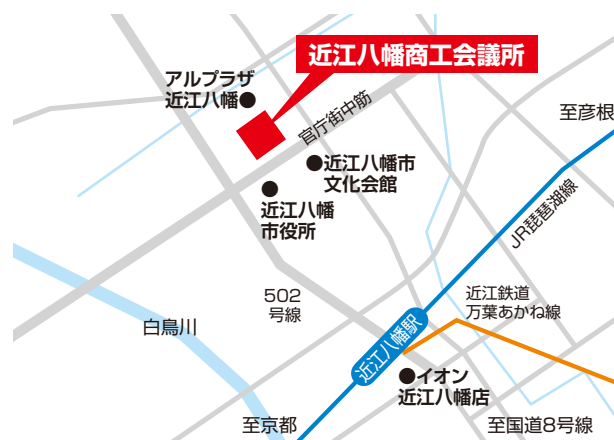 近江八幡商工会議所
アルプラザ
近江八幡
官庁街中筋
至彦根
近江八幡市
文化会館
近江八幡
市役所
JR琵琶湖線
502
号線
近江鉄道
万葉あかね線
白鳥川
近江八幡駅
イオン
近江八幡店
至京都
至国道8号線